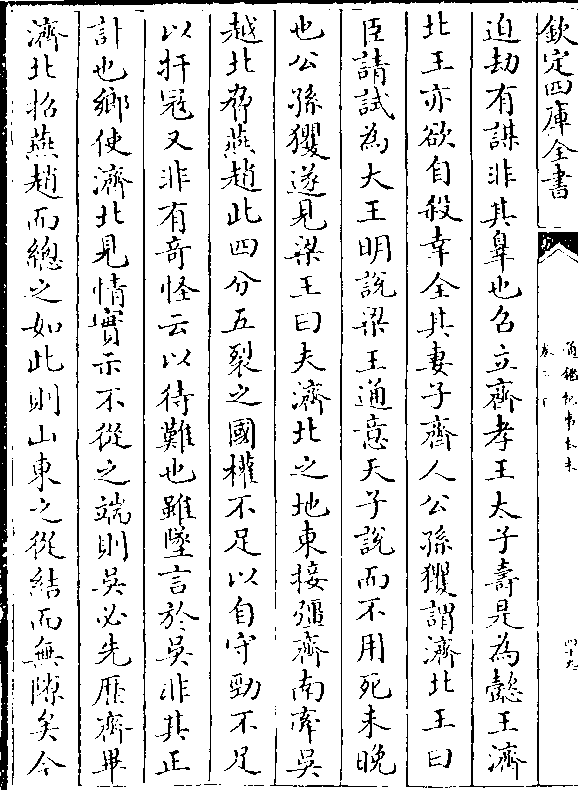 欽定四庫全書
通鑑紀事本末
四十九
迫劫有謀非其辠也召立齊孝王太子壽是為懿王濟
北王亦欲自殺幸全其妻子齊人公孫玃謂濟北王曰
臣請試為大王明說梁王通意天子說而不用死未晚
也公孫玃遂見梁王曰夫濟北之地東接彊齊南牽吳
越北脅燕趙此四分五裂之國權不足以自守勁不足
以扞寇又非有竒怪云以待難也雖墜言於吳非其正
計也鄉使濟北見情實示不從之端則吳必先歴齊畢
濟北招燕趙而總之如此則山東之從結而無隙矣今